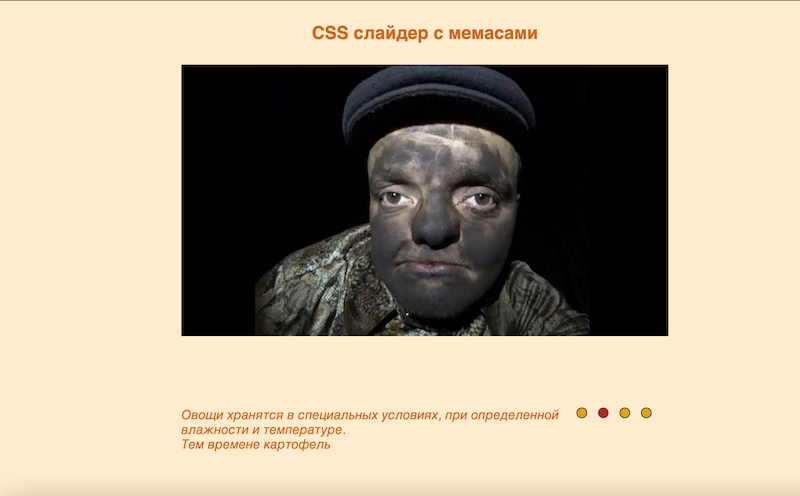 CSS слайдер с мемасами
Овощи хранятся в специальных условиях, при определенной
влажности и температуре.
Тем времене картофель